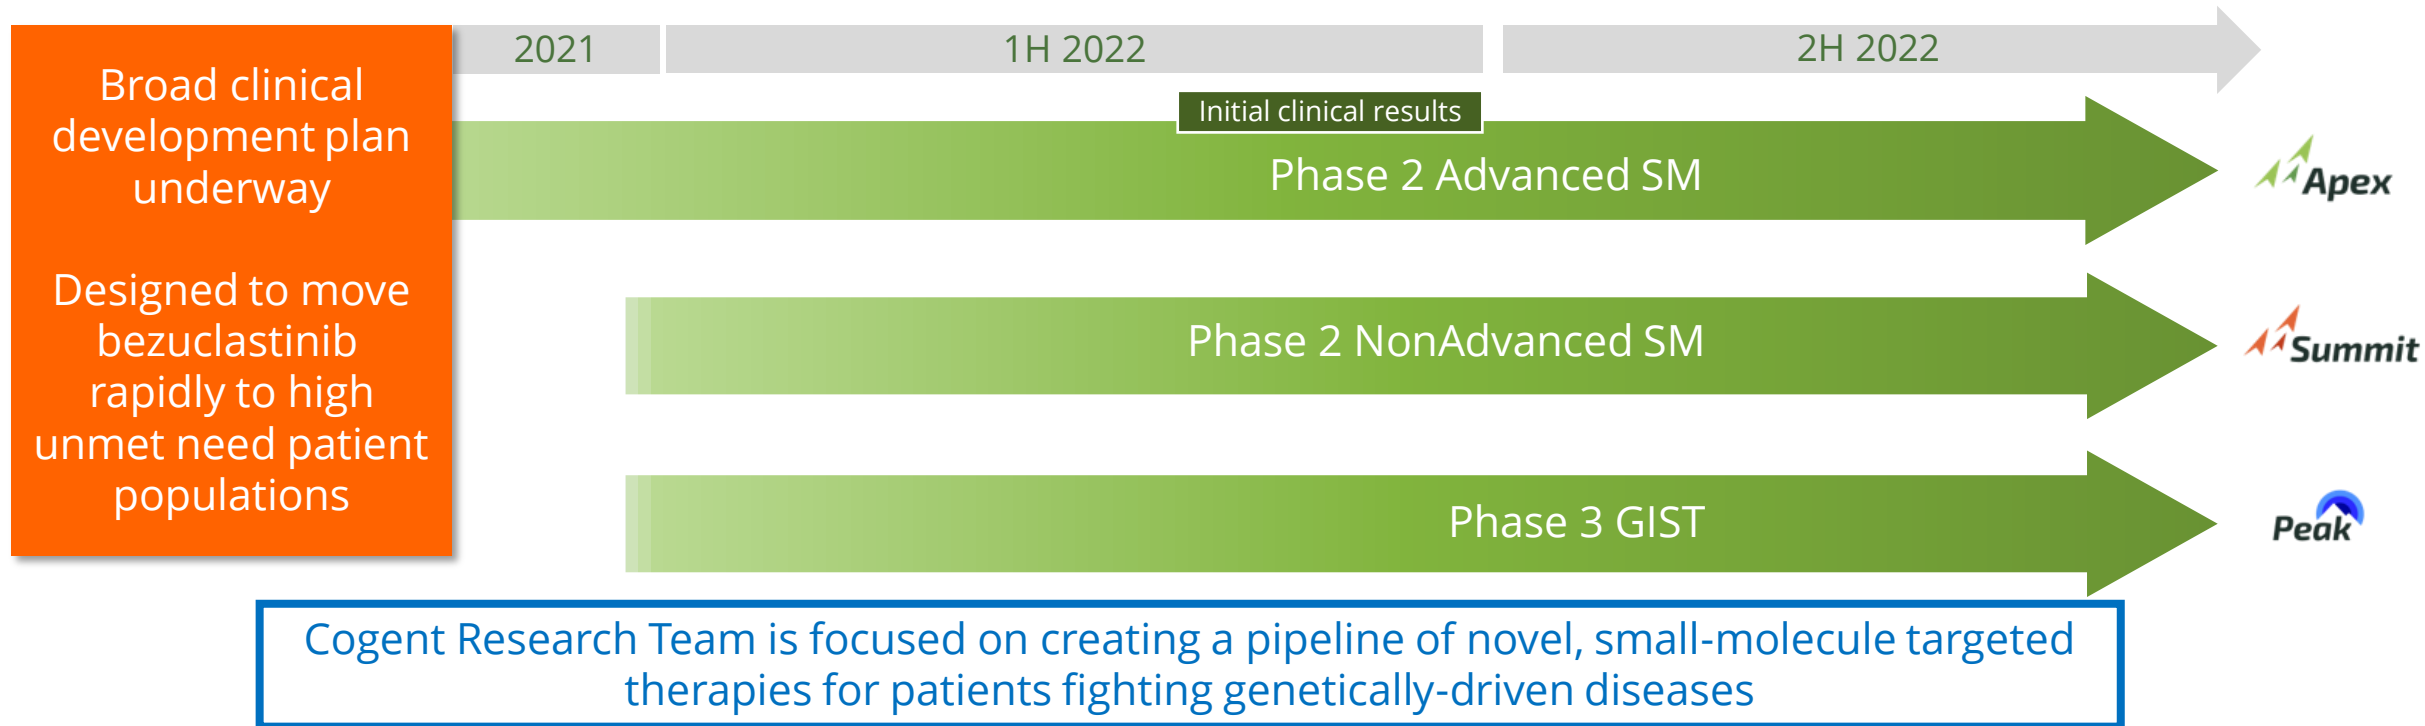 Broad clinical
development plan
underway
Designed to move
bezuclastinib
rapidly to high
unmet need patient
populations
2021
1H 2022
2H 2022
Initial clinical results
Phase 2 Advanced SM
Apex
Phase 2 NonAdvanced SM
Summit
Phase 3 GIST
Peak
Cogent Research Team is focused on creating a pipeline of novel, small-molecule targeted
therapies for patients fighting genetically-driven diseases